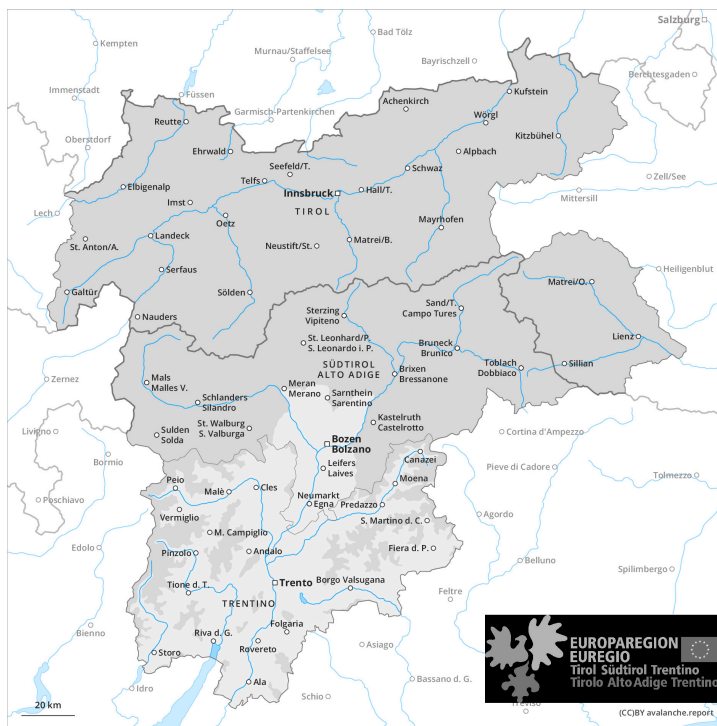 Salzburg
Kempten
Bad Tölz
Murnau/Staffelsee
Bayrischzell
Berchtesgaden
Immenstadt
Füssen
Kufstein
Achenkirch
Garmisch-Partenkirchen
Wörgl
Reutte
Oberstdorf
Kitzbühel
Ehrwald
Alpbach
Seefeld/T.
Schwaz
Zell/See
Telfs
Elbigenalp
Innsbruck
Hall/T.
Mittersill
Imst
TIROL
Lech
Oetz
Mayrhofen
Landeck
St. Anton/A.
Neustift/St.
Matrei/B.
Serfaus
Heiligenblut
Matrei/O.
Galtür
Sölden
Sand/T.
Campo Tures
Nauders
Sterzing
Vipiteno
Lienz
St. Leonhard/P.
S. Leonardo i. P.
Bruneck
Brunico
SÜDTIROL
ALTO ADIGE
Toblach
Dobbiaco
Sillian
Brixen
Bressanone
Zernez
Mals
Malles V.
Meran
Merano
Sarnthein
Sarentino
Schlanders
Silandro
St. Walburg
S. Valburga
Kastelruth
Castelrotto
Livigno
Sulden
Solda
Bozen
Bolzano
Cortina d'Ampezzo
Canazei
Bormio
Leifers
Laives
Pieve di Cadore
Tolmezzo
Peio
Moena
Malè
Cles
Neumarkt
Egna
Predazzo
Poschiavo
Vermiglio
S. Martino d. C.
Agordo
M. Campiglio
Edolo
Pinzolo
Andalo
Fiera d. P.
Belluno
Spilimbergo
Tione d. T.
Trento
Borgo Valsugana
Feltre
TRENTINO
Folgaria
Bienno
Riva d. G.
Rovereto
Asiago
Storo
Ala
Bassano d. G.
Idro
Schio
Treviso
EUROPAREGION
EUREGIO
Tirol Südtirol Trentino
Tirolo Alto Adige Trentino
20 km
(CC)BY avalanche.report